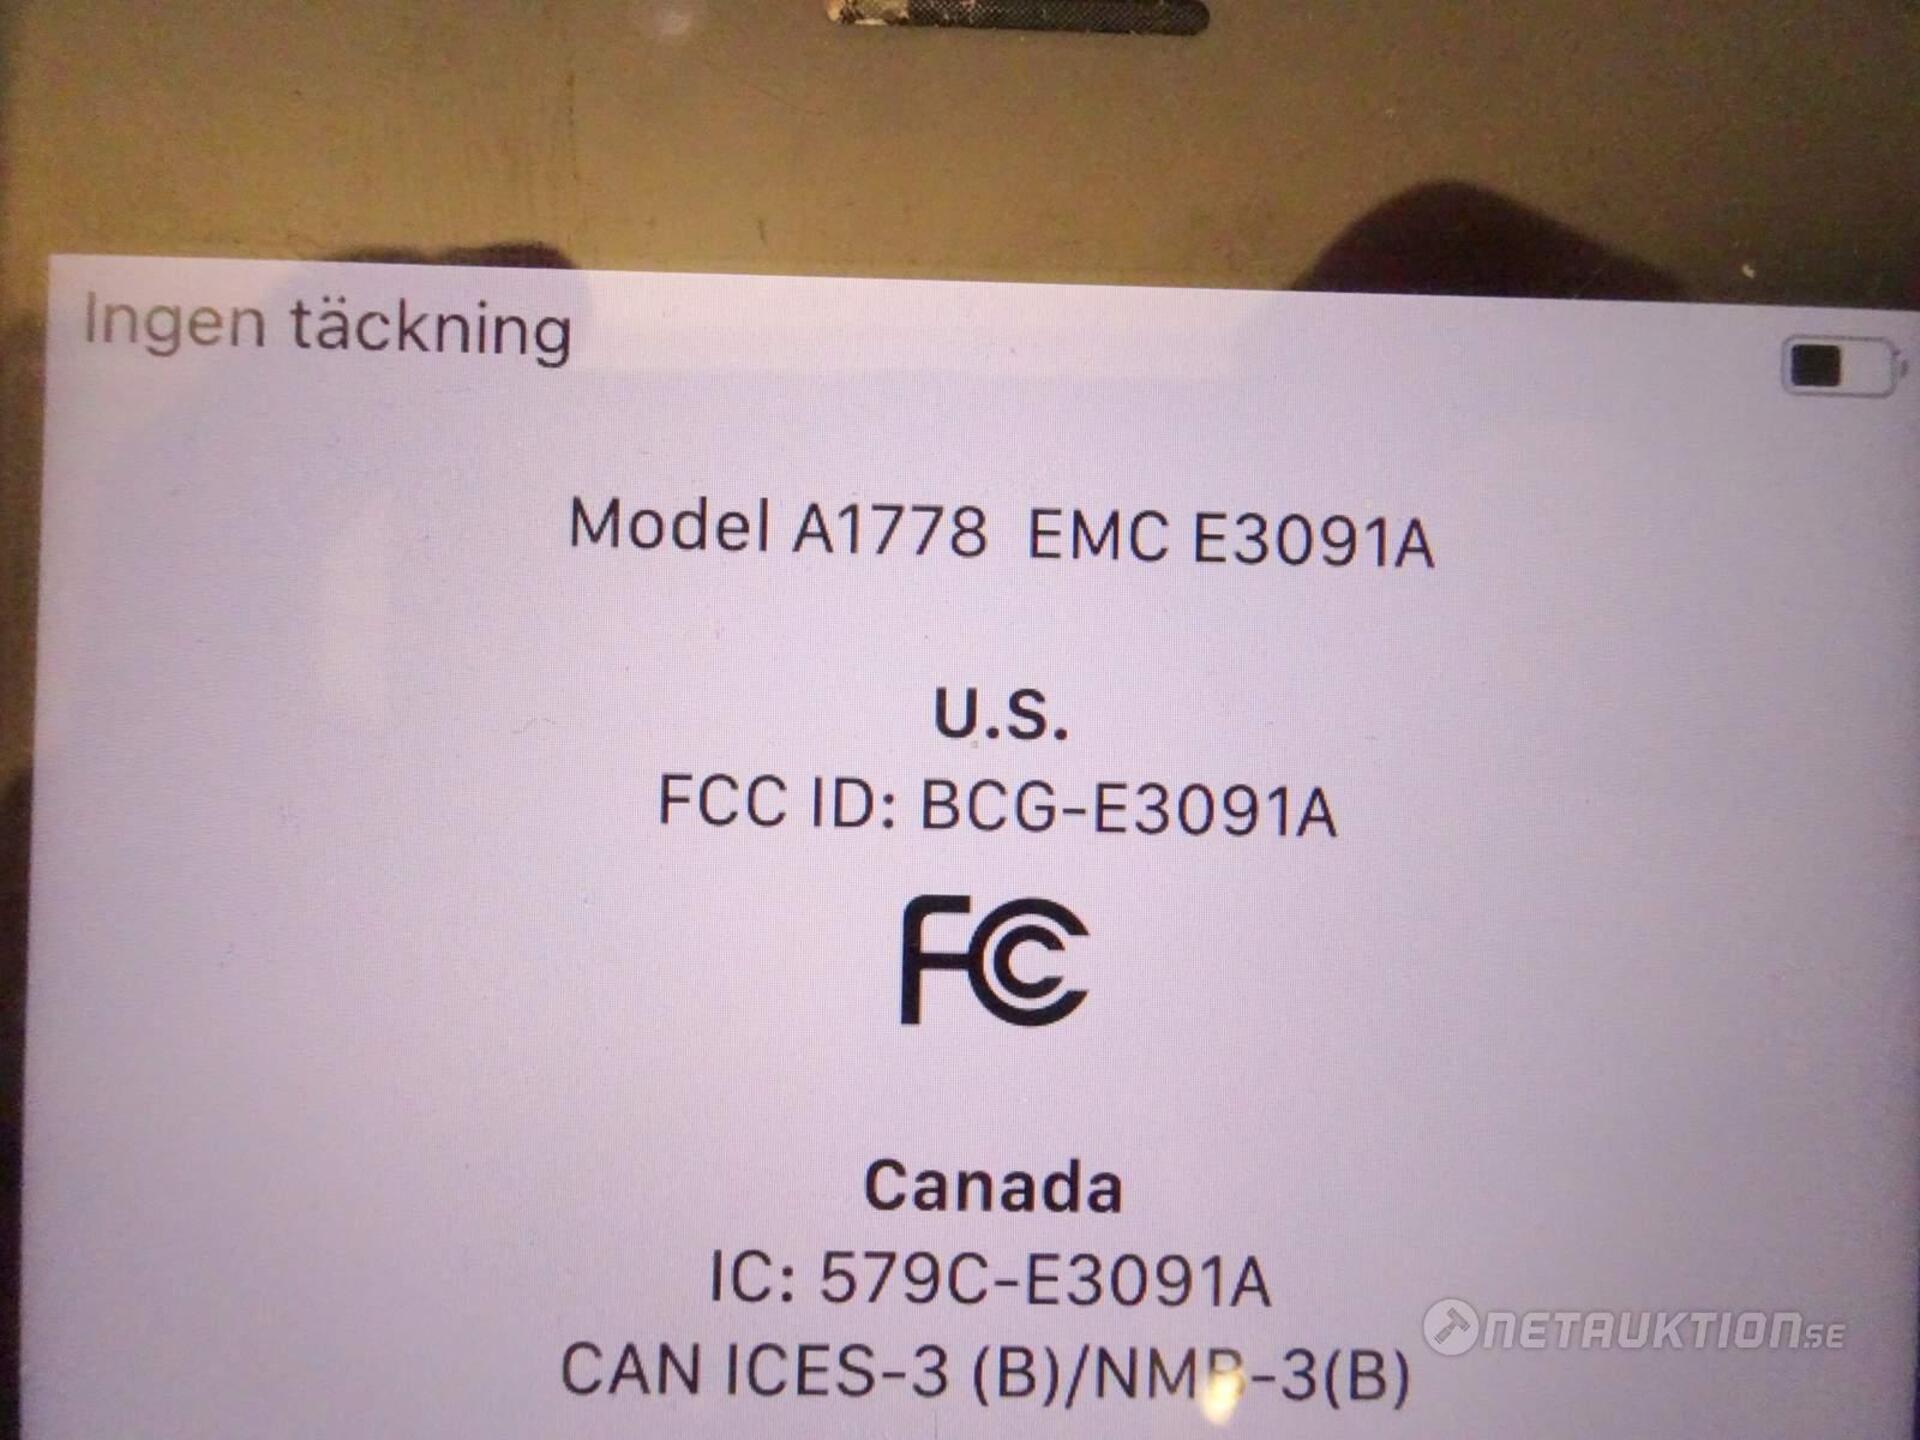 Ingen täckning
Model A1778 EMC E3091A
U.S.
FCC ID: BCG-E3091A
FC
Canada
IC: 579C-E3091A
CAN ICES-3 (B)/NMB-3(B)
NETAUKTION.SE